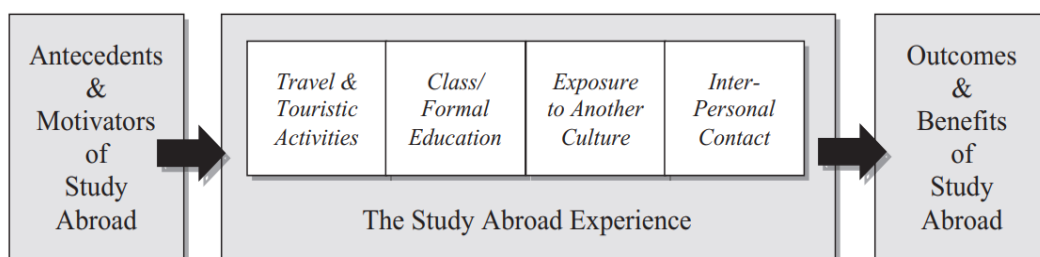 Antecedents
&
Motivators
of
Study
Abroad
Travel &
Touristic
Activities
Class/
Formal
Education
Exposure
to Another
Culture
Inter-
Personal
Contact
The Study Abroad Experience
Outcomes
&
Benefits
of
Study
Abroad